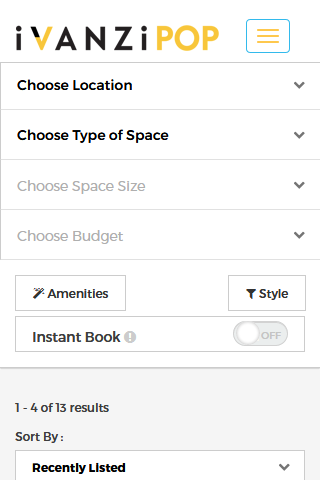 iVANZiPOP
Choose Location
Choose Type of Space
Choose Space Size
Choose Budget
Amenities
Style
Instant Book
OFF
1 - 4 of 13 results
Sort By :
Recently Listed